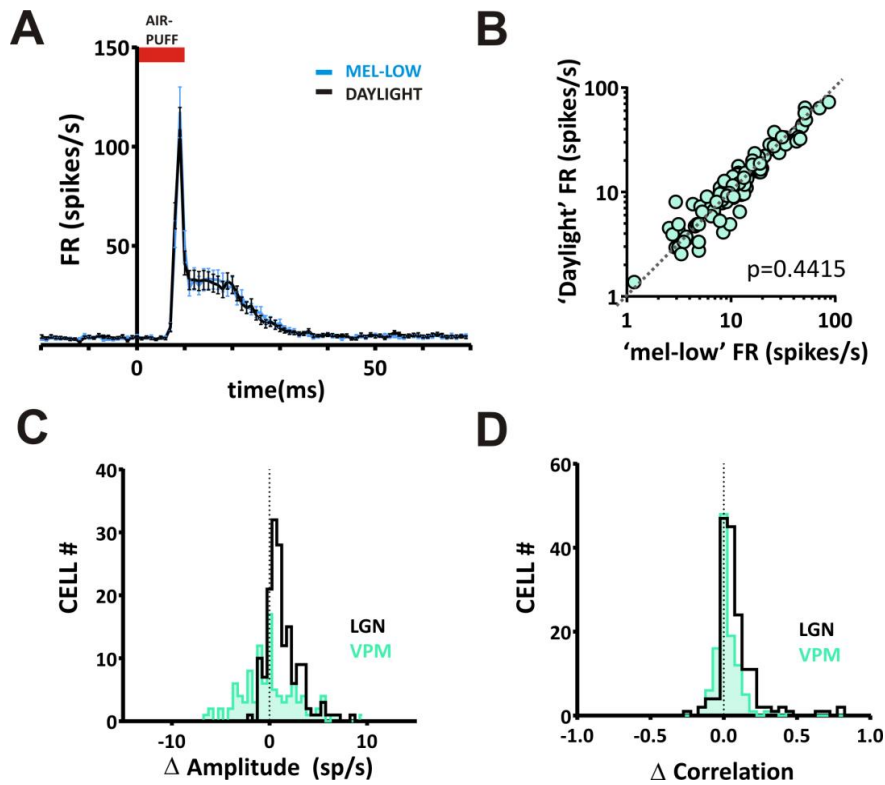 A
AIR-
PUFF
MEL-LOW
DAYLIGHT
150
100
50
FR (spikes/s)
0
50
time(ms)
B
'Daylight' FR (spikes/s)
100
10
1
p=0.4415
1
10
100
'mel-low' FR (spikes/s)
C
CELL #
40
30
20
10
0
LGN
VPM
-10
0
10
Δ Amplitude (sp/s)
D
CELL #
60
40
20
0
LGN
VPM
-1.0
-0.5
0.0
0.5
1.0
Δ Correlation